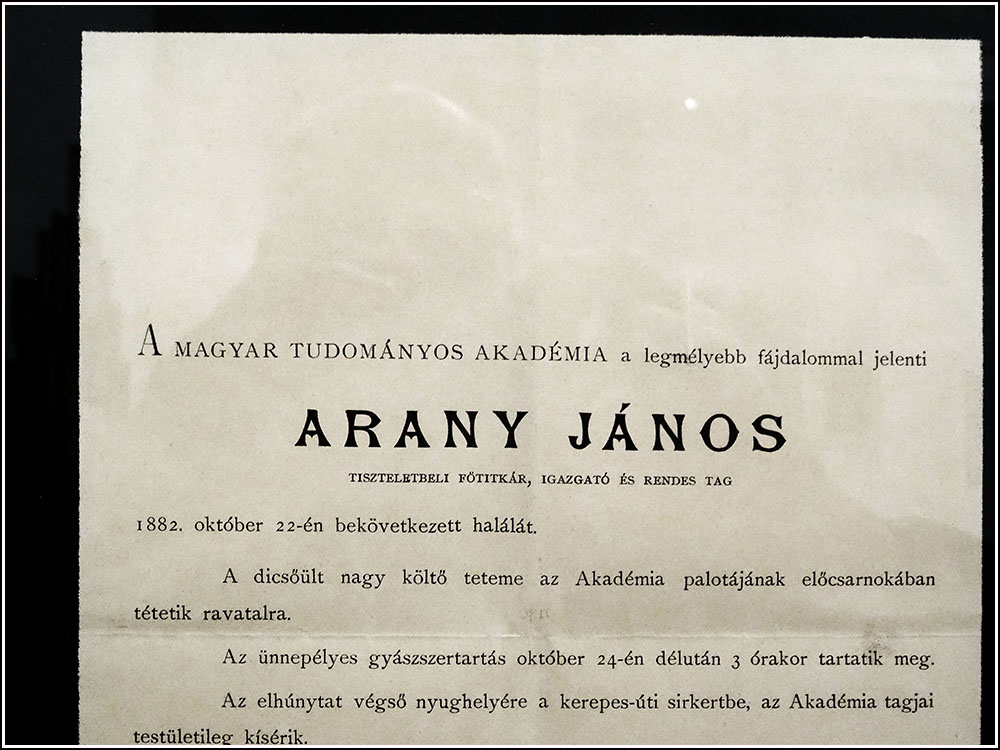 A MAGYAR TUDOMÁNYOS AKADÉMIA a legmélyebb fájdalommal jelenti
ARANY JÁNOS
TISZTELETBELI FŐTITKÁR, IGAZGATÓ ÉS RENDES TAG
1882. október 22-én bekövetkezett halálát.
A dicsőült nagy költő teteme az Akadémia palotájának előcsarnokában
tétetik ravatalra.
Az ünnepélyes gyászszertartás október 24-én délután 3 órakor tartatik meg.
Az elhúnytat végső nyughelyére a kerepes-úti sirkertbe, az Akadémia tagjai
testületileg kísérik.